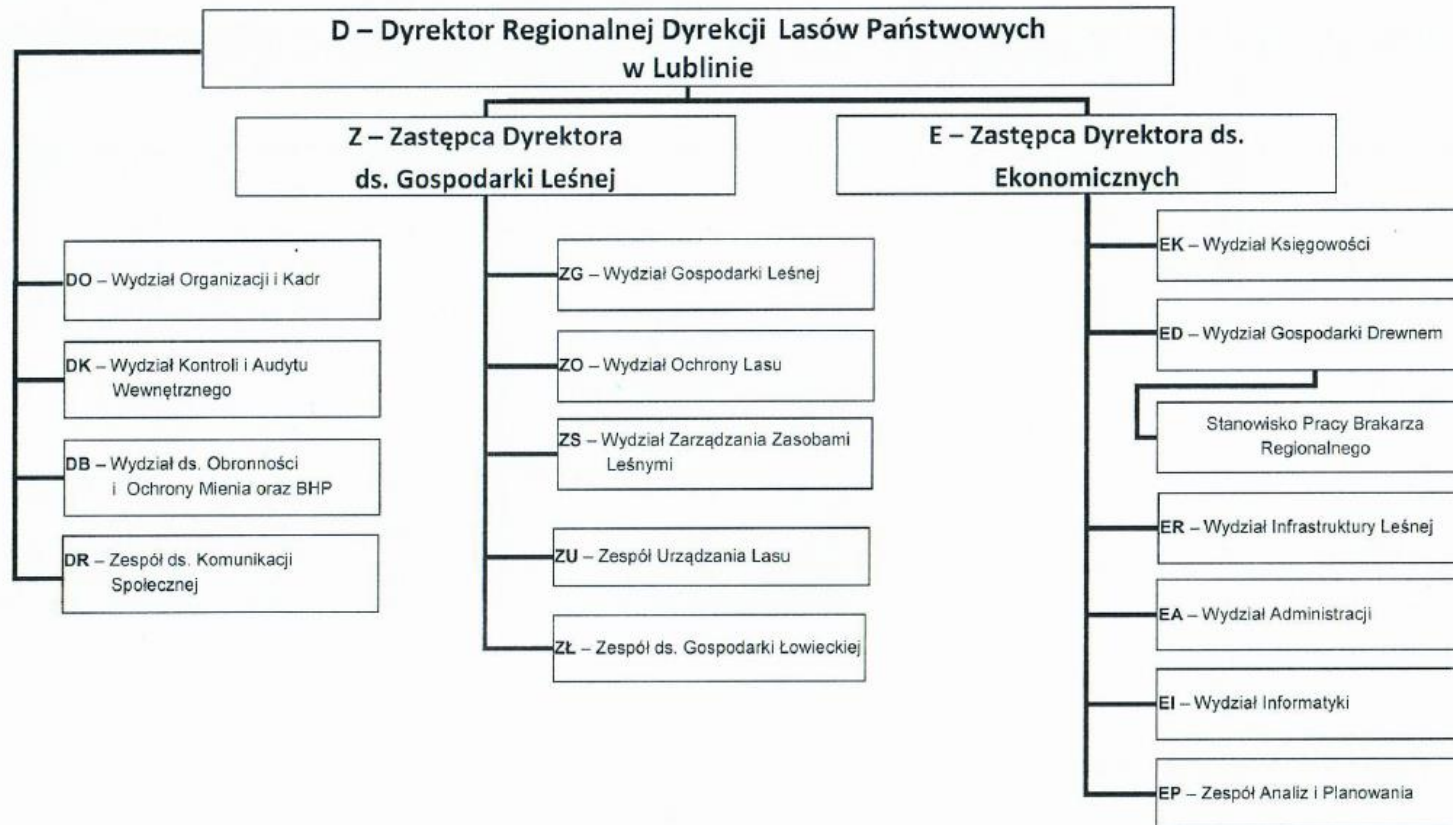 D – Dyrektor Regionalnej Dyrekcji Lasów Państwowych
w Lublinie
Z – Zastępca Dyrektora
ds. Gospodarki Leśnej
E – Zastępca Dyrektora ds.
Ekonomicznych
DO – Wydział Organizacji i Kadr
DK – Wydział Kontroli i Audytu
Wewnętrznego
DB – Wydział ds. Obronności
i Ochrony Mienia oraz BHP
DR – Zespół ds. Komunikacji
Społecznej
ZG – Wydział Gospodarki Leśnej
ZO – Wydział Ochrony Lasu
ZS – Wydział Zarządzania Zasobami
Leśnymi
ZU – Zespół Urządzania Lasu
ZŁ – Zespół ds. Gospodarki Łowieckiej
EK – Wydział Księgowości
ED – Wydział Gospodarki Drewnem
Stanowisko Pracy Brakarza
Regionalnego
ER – Wydział Infrastruktury Leśnej
EA – Wydział Administracji
EI – Wydział Informatyki
EP – Zespół Analiz i Planowania